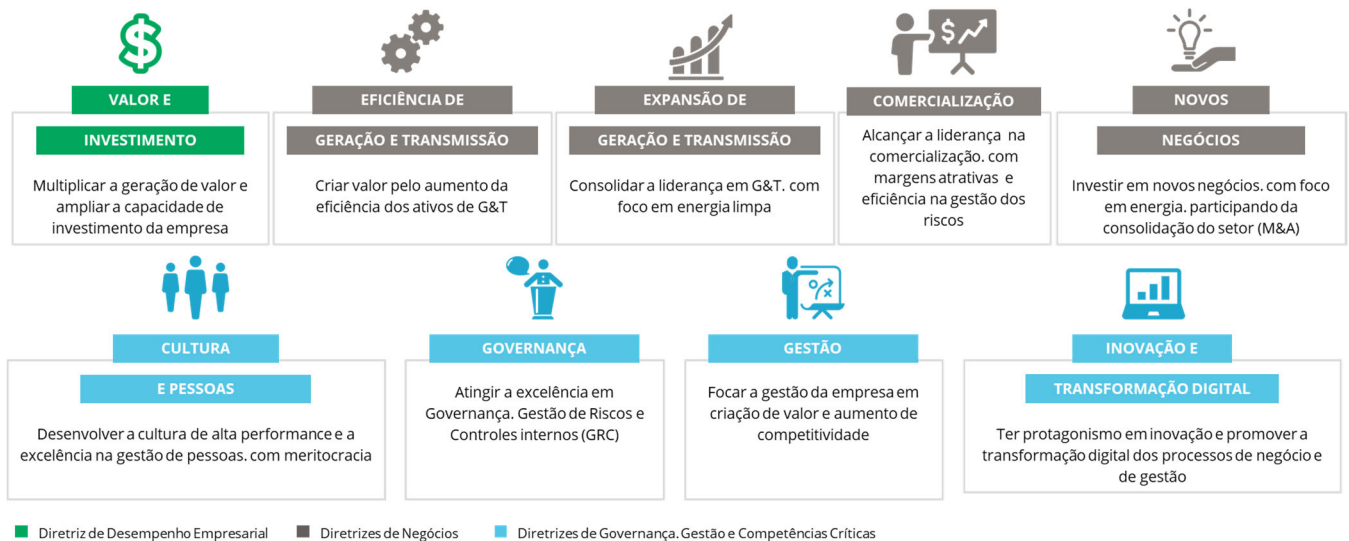 VALOR E
INVESTIMENTO
Multiplicar a geração de valor e
ampliar a capacidade de
investimento da empresa
EFICIÊNCIA DE
GERAÇÃO E TRANSMISSÃO
Criar valor pelo aumento da
eficiência dos ativos de G&T
EXPANSÃO DE
GERAÇÃO E TRANSMISSÃO
Consolidar a liderança em G&T. com
foco em energia limpa
$
COMERCIALIZAÇÃO
Alcançar a liderança na
comercialização. com
margens atrativas e
eficiência na gestão dos
riscos
NOVOS
NEGÓCIOS
Investir em novos negócios. com foco
em energia. participando da
consolidação do setor (M&A)
CULTURA
E PESSOAS
Desenvolver a cultura de alta performance e a
excelência na gestão de pessoas. com meritocracia
GOVERNANÇA
Atingir a excelência em
Governança. Gestão de Riscos e
Controles internos (GRC)
GESTÃO
Focar a gestão da empresa em
criação de valor e aumento de
competitividade
INOVAÇÃO E
TRANSFORMAÇÃO DIGITAL
Ter protagonismo em inovação e promover a
transformação digital dos processos de negócio e
de gestão
Diretriz de Desempenho Empresarial
Diretrizes de Negócios
Diretrizes de Governança. Gestão e Competências Críticas